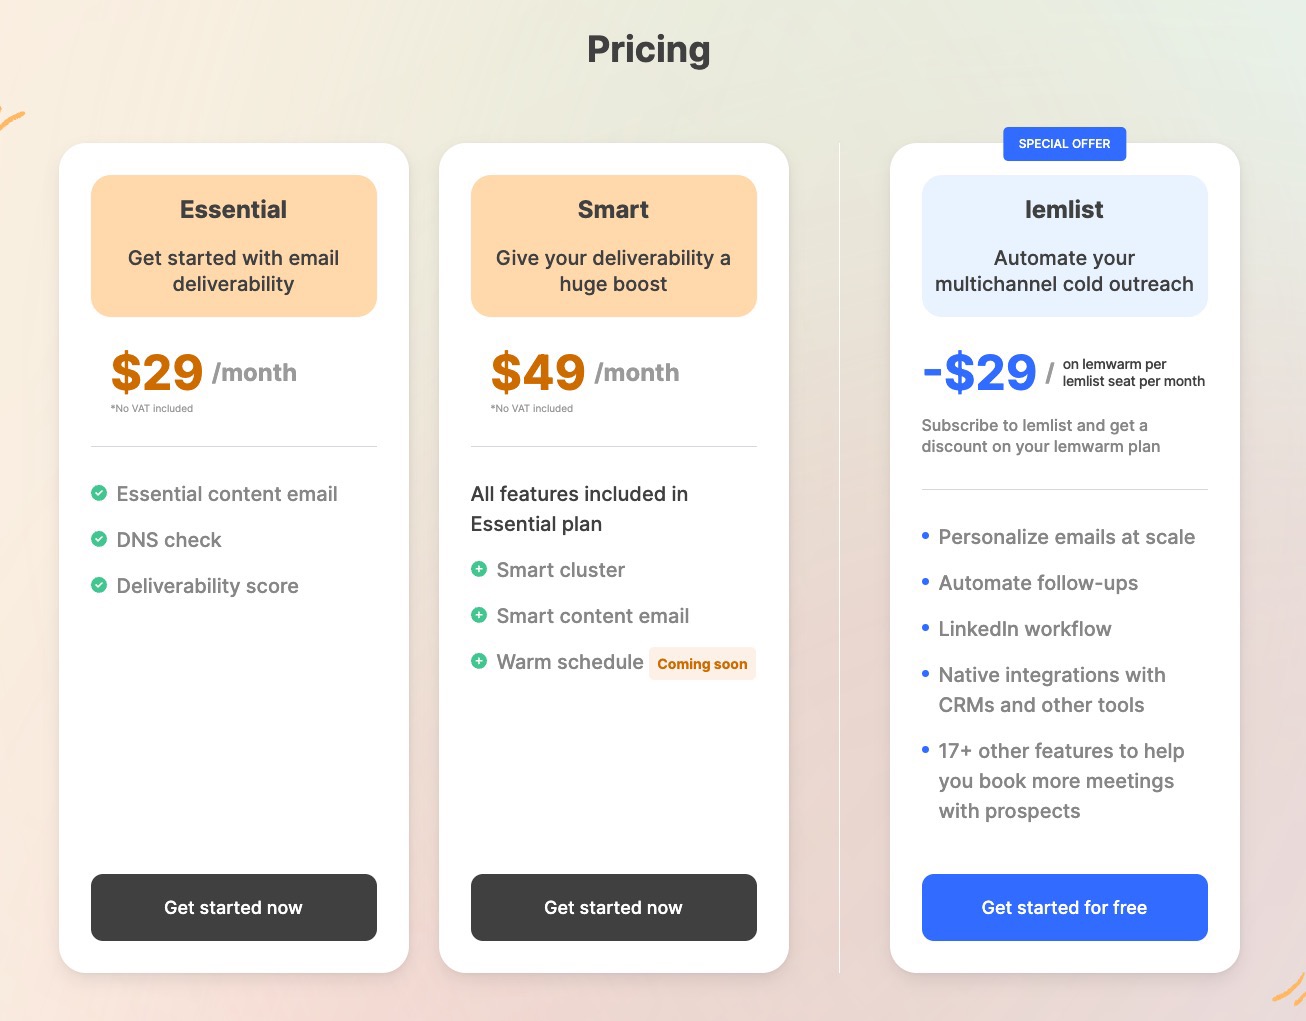 Pricing
Essential
Get started with email
deliverability
$29 /month
*No VAT included
Essential content email
DNS check
Deliverability score
Get started now
Smart
Give your deliverability a
huge boost
$49 /month
*No VAT included
All features included in
Essential plan
Smart cluster
Smart content email
Warm schedule Coming soon
Get started now
SPECIAL OFFER
lemlist
Automate your
multichannel cold outreach
-$29 / on lemwarm per
lemlist seat per month
Subscribe to lemlist and get a
discount on your lemwarm plan
Personalize emails at scale
Automate follow-ups
LinkedIn workflow
Native integrations with
CRMs and other tools
17+ other features to help
you book more meetings
with prospects
Get started for free